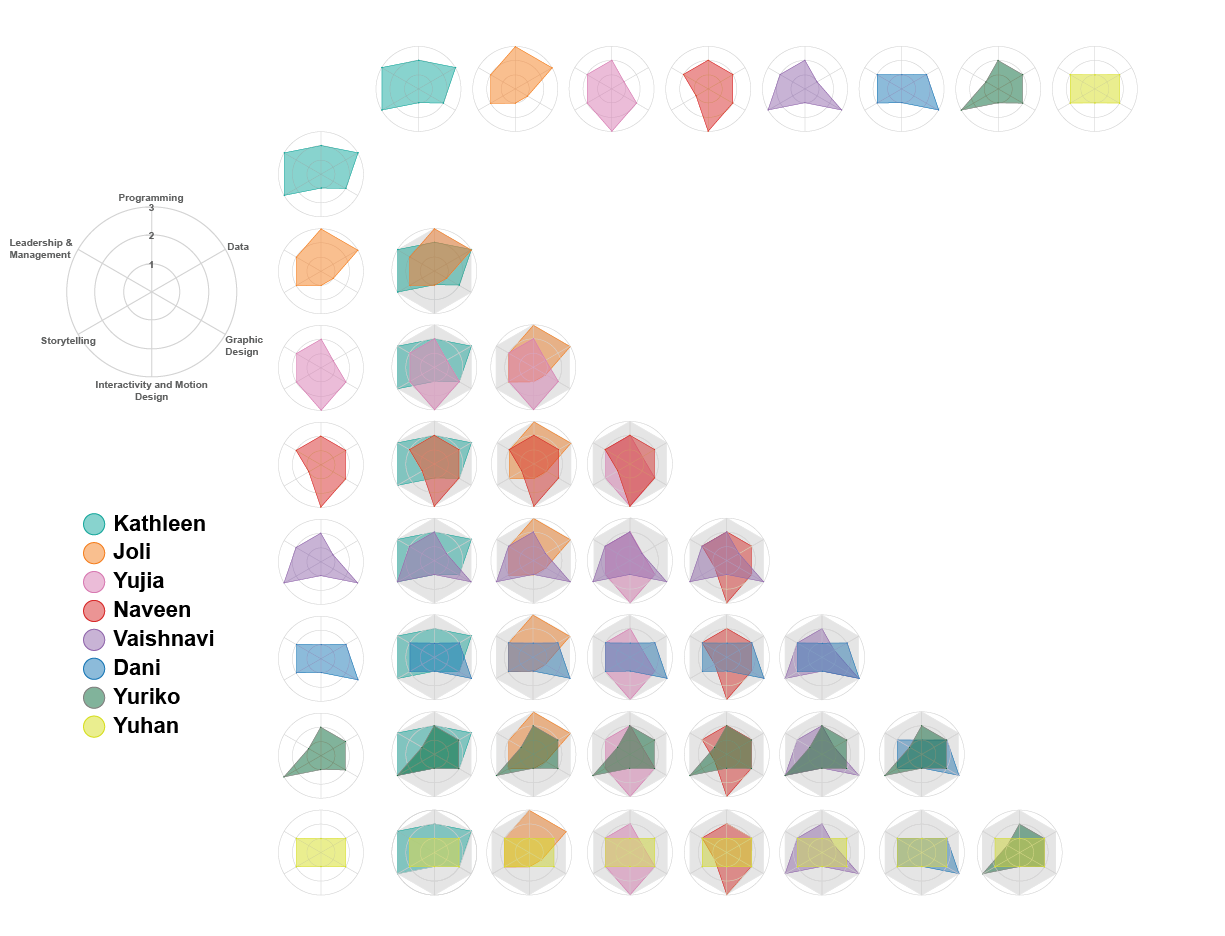 Programming
3
Leadership &
Management
Data
2
1
Storytelling
Graphic
Design
Interactivity and Motion
Design
Kathleen
Joli
Yujia
Naveen
Vaishnavi
Dani
Yuriko
Yuhan